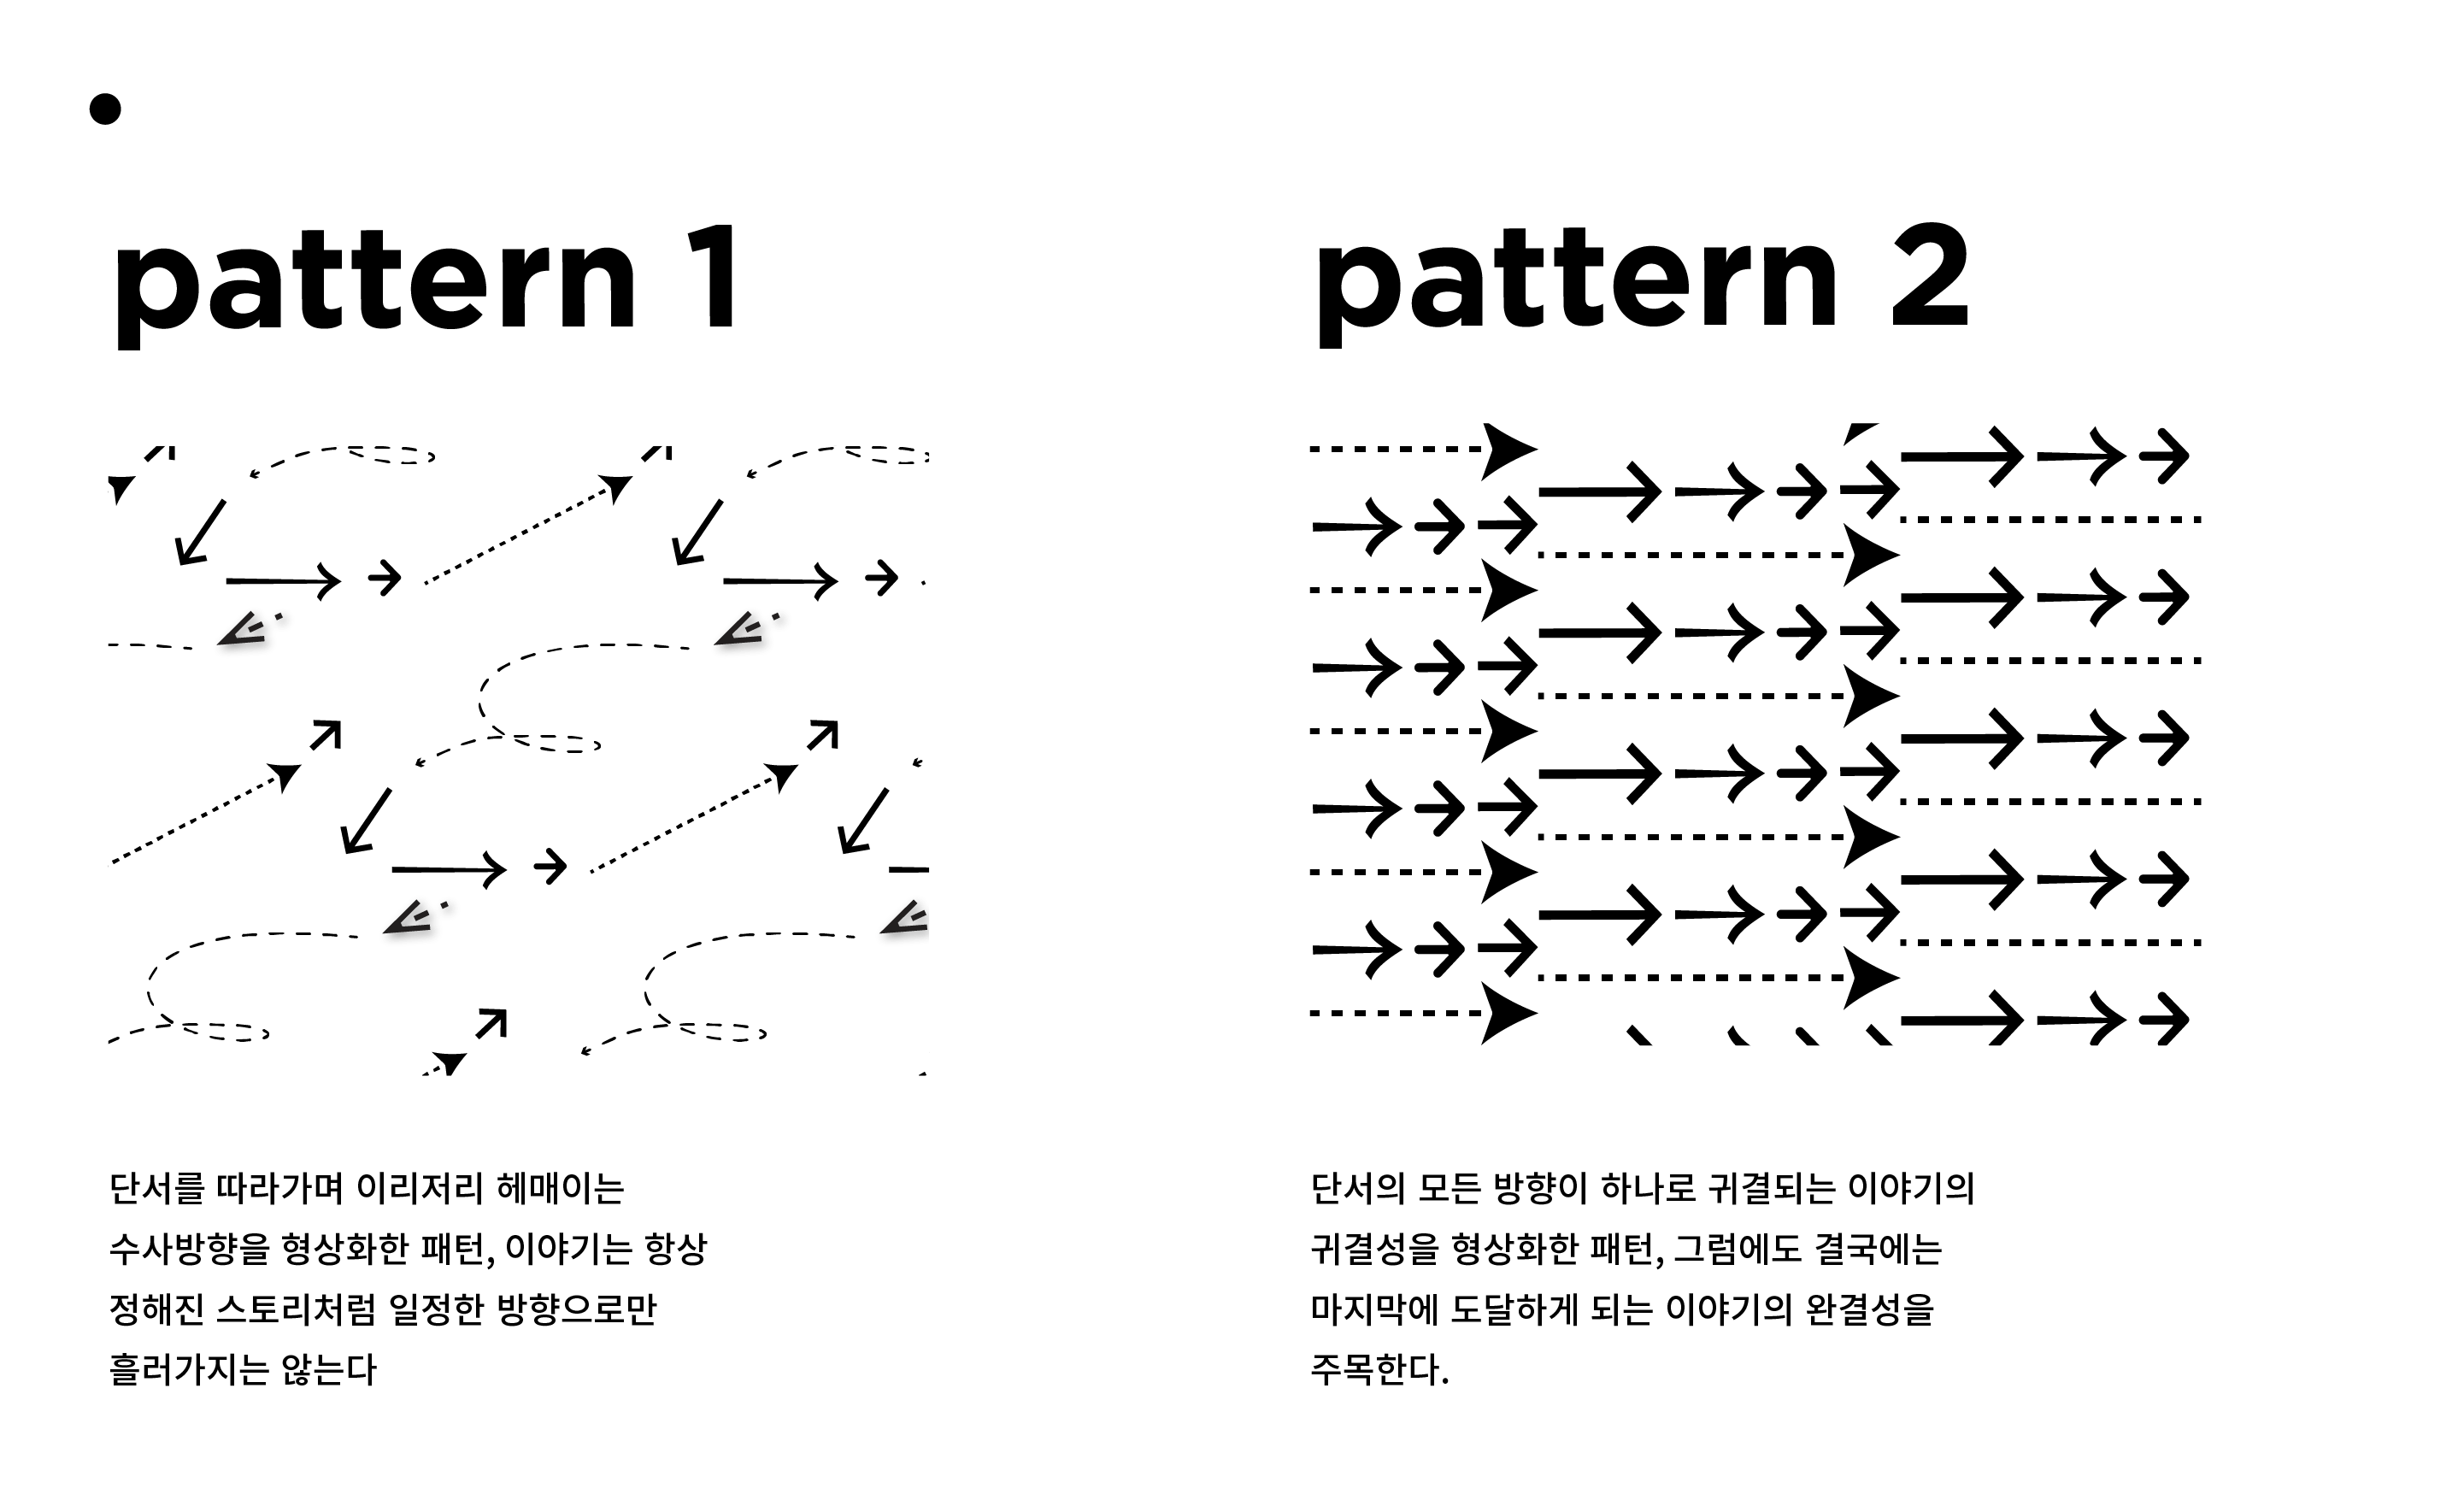 pattern 1
단서를 따라가며 이리저리 헤매이는
수사방향을 형상화한 패턴, 이야기는 항상
정해진 스토리처럼 일정한 방향으로만
흘러가지는 않는다
pattern 2
단서의 모든 방향이 하나로 귀결되는 이야기의
귀결성을 형상화한 패턴, 그럼에도 결국에는
마지막에 도달하게 되는 이야기의 완결성을
주목한다.